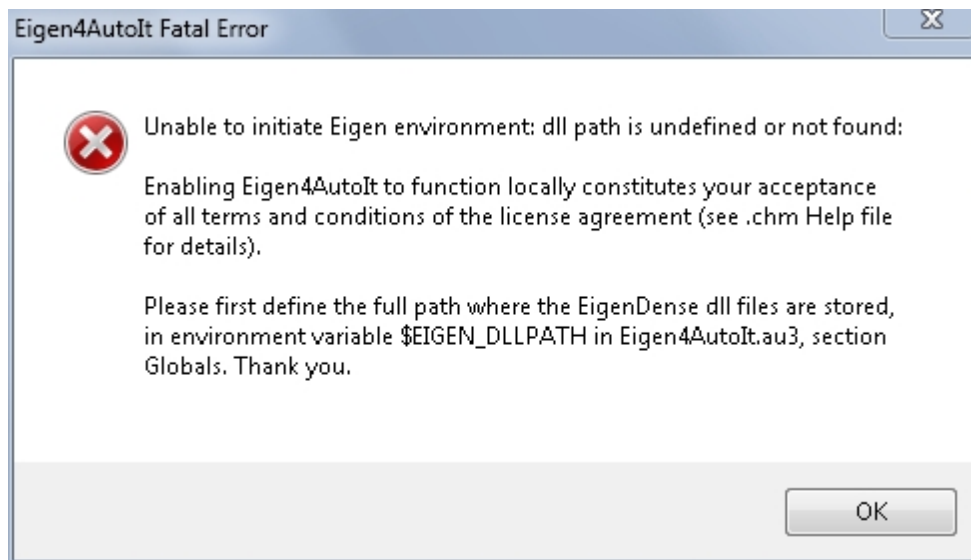 Eigen4AutoIt Fatal Error
Unable to initiate Eigen environment: dll path is undefined or not found:
Enabling Eigen4AutoIt to function locally constitutes your acceptance
of all terms and conditions of the license agreement (see .chm Help file
for details).
Please first define the full path where the EigenDense dll files are stored,
in environment variable $EIGEN_DLLPATH in Eigen4AutoIt.au3, section
Globals. Thank you.
OK